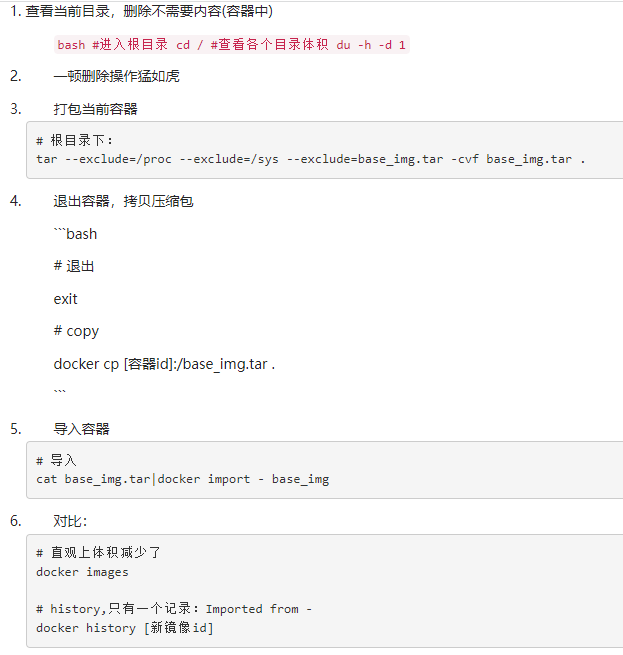 1. 查看当前目录，删除不需要内容(容器中)
bash #进入根目录 cd / #查看各个目录体积 du -h -d 1
2. 一顿删除操作猛如虎
3. 打包当前容器
# 根目录下：
tar --exclude=/proc --exclude=/sys --exclude=base_img.tar -cvf base_img.tar .
4. 退出容器，拷贝压缩包
```bash
# 退出
exit
# copy
docker cp [容器id]:/base_img.tar .
```
5. 导入容器
# 导入
cat base_img.tar|docker import - base_img
6. 对比：
# 直观上体积减少了
docker images
# history,只有一个记录：Imported from -
docker history [新镜像id]